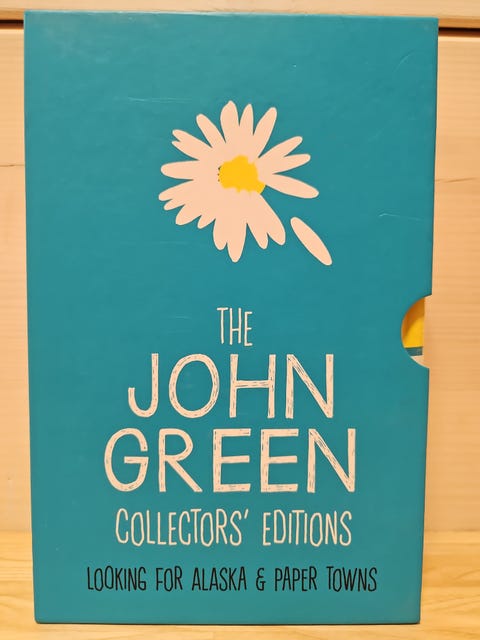 THE
JOHN
GREEN
COLLECTORS' EDITIONS
LOOKING FOR ALASKA & PAPER TOWNS